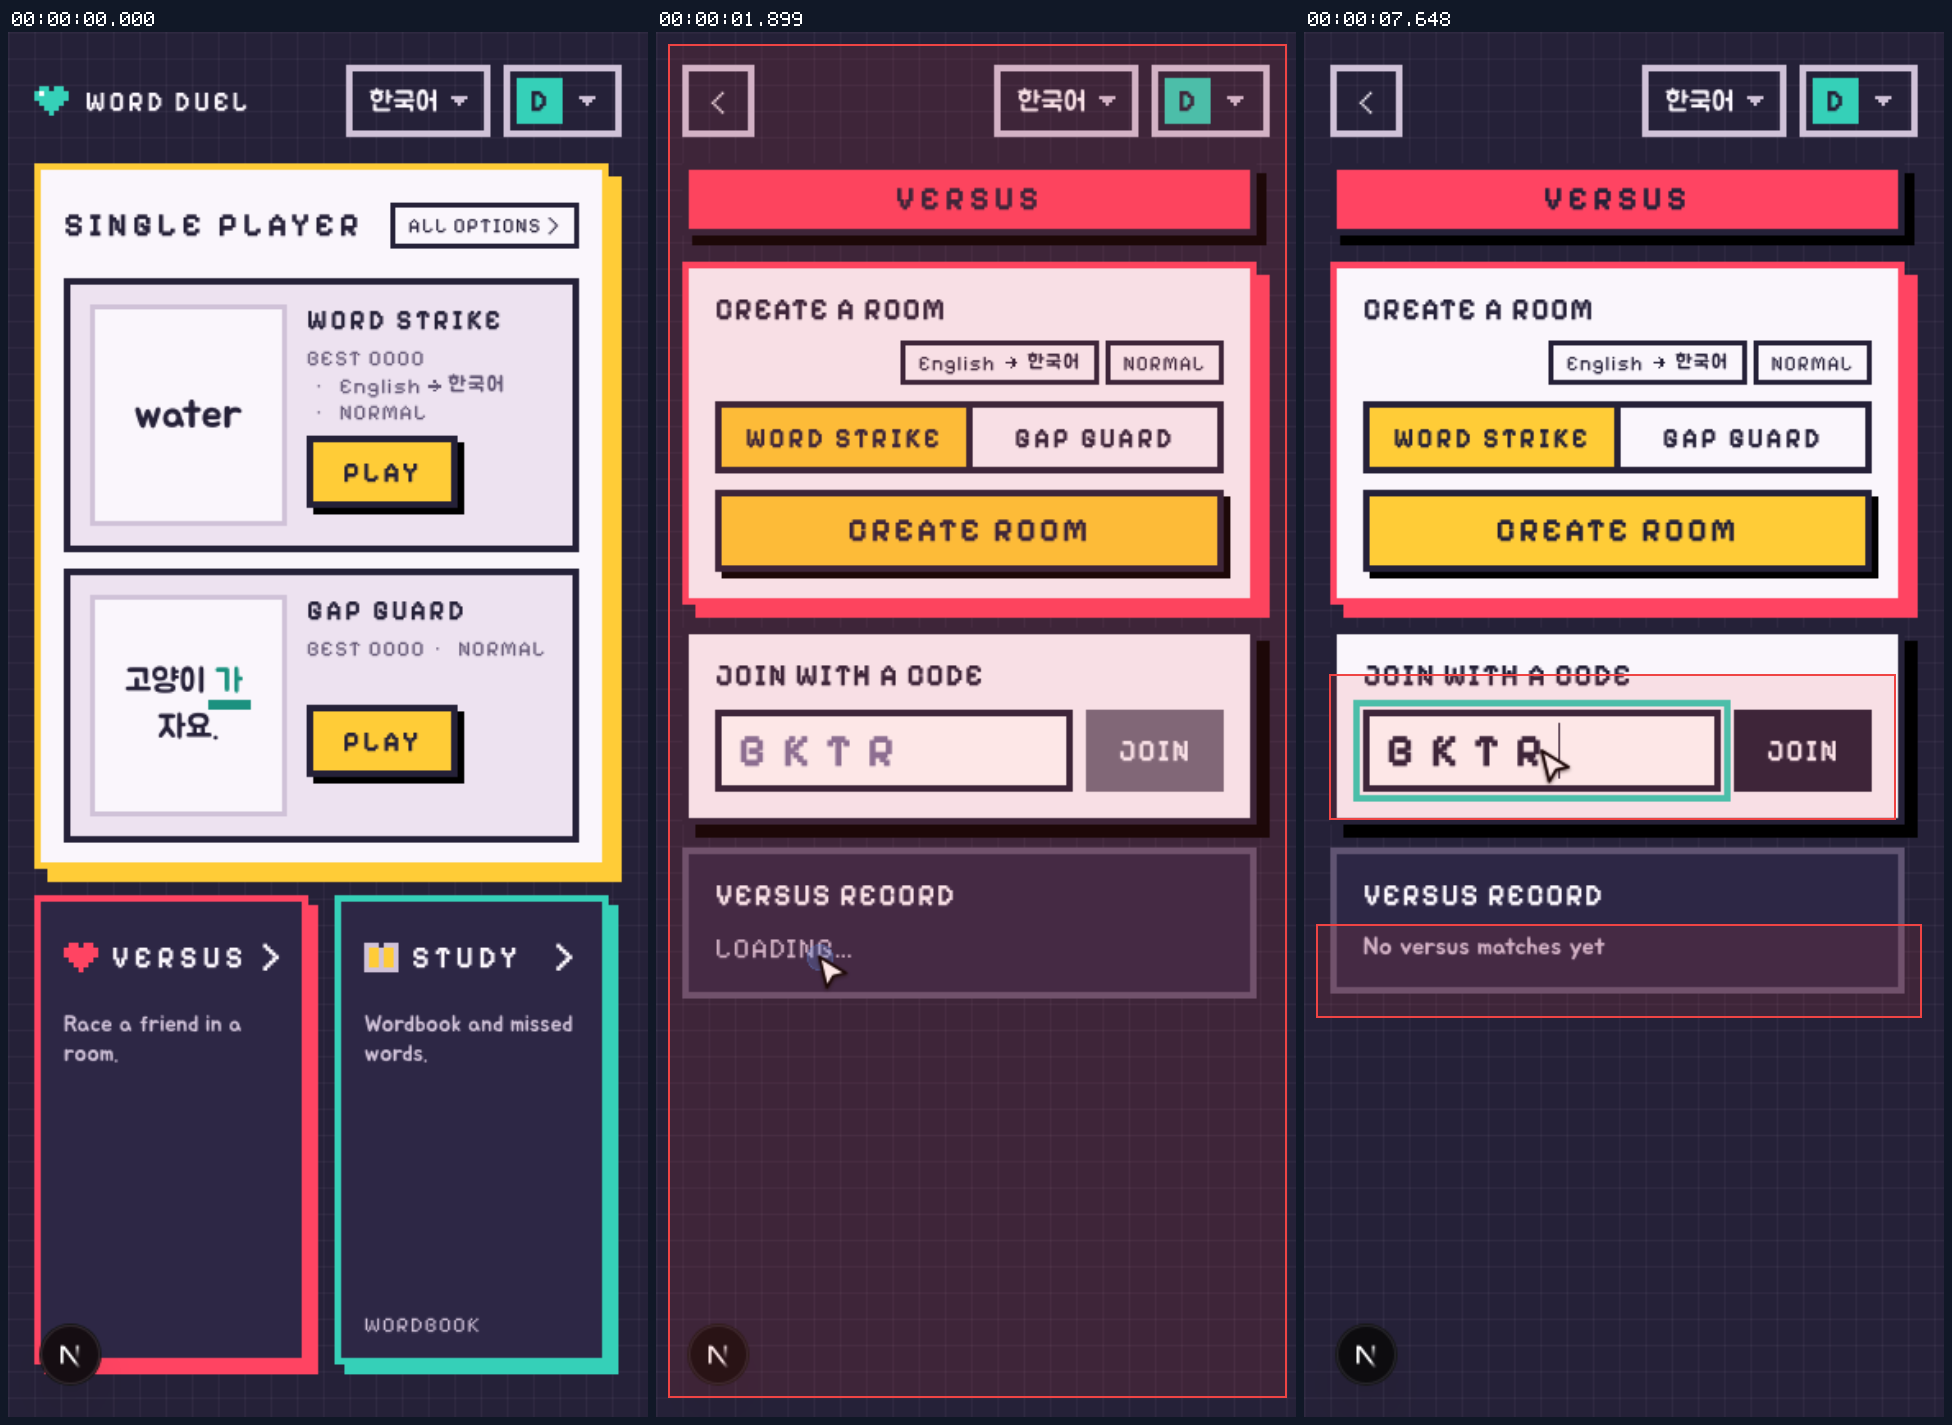 00:00:00.000
WORD DUEL
한국어
D
SINGLE PLAYER
ALL OPTIONS
water
WORD STRIKE
BEST 0000
· English → 한국어
· NORMAL
PLAY
고양이 가
자요.
GAP GUARD
BEST 0000 · NORMAL
PLAY
VERSUS
Race a friend in a
room.
STUDY
Wordbook and missed
words.
WORDBOOK
N
00:00:01.899
한국어
D
VERSUS
CREATE A ROOM
English → 한국어
NORMAL
WORD STRIKE
GAP GUARD
CREATE ROOM
JOIN WITH A CODE
BKTR
JOIN
VERSUS RECORD
LOADING...
N
00:00:07.648
한국어
D
VERSUS
CREATE A ROOM
English → 한국어
NORMAL
WORD STRIKE
GAP GUARD
CREATE ROOM
JOIN WITH A CODE
BKTR
JOIN
VERSUS RECORD
No versus matches yet
N